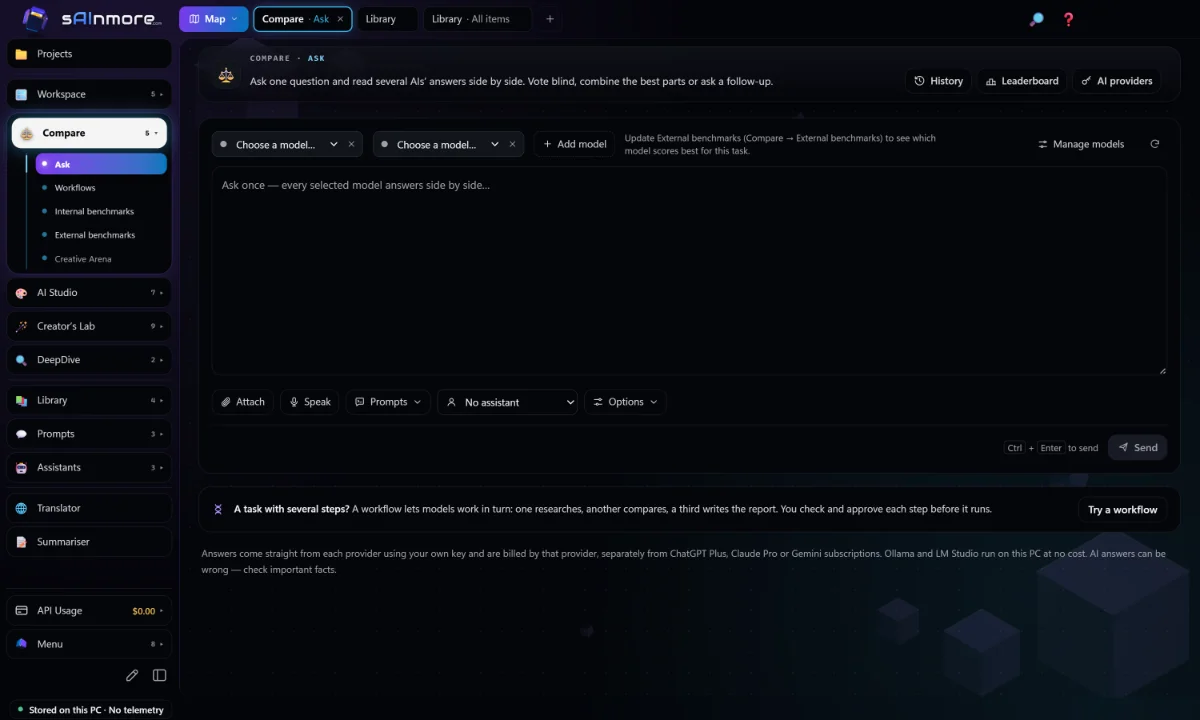 sAInmore.com
Map
Compare · Ask ×
Library
Library · All items
+
Projects
Workspace 5
Compare 5
Ask
Workflows
Internal benchmarks
External benchmarks
Creative Arena
AI Studio 7
Creator's Lab 9
DeepDive 2
Library 4
Prompts 3
Assistants 3
Translator
Summariser
API Usage $0.00
Menu 8
Stored on this PC · No telemetry
COMPARE · ASK
Ask one question and read several AIs' answers side by side. Vote blind, combine the best parts or ask a follow-up.
History
Leaderboard
AI providers
Choose a model... ×
Choose a model... ×
+ Add model
Update External benchmarks (Compare → External benchmarks) to see which
model scores best for this task.
Manage models
Ask once — every selected model answers side by side...
Attach
Speak
Prompts
No assistant
Options
Ctrl + Enter to send
Send
A task with several steps? A workflow lets models work in turn: one researches, another compares, a third writes the report. You check and approve each step before it runs.
Try a workflow
Answers come straight from each provider using your own key and are billed by that provider, separately from ChatGPT Plus, Claude Pro or Gemini subscriptions. Ollama and LM Studio run on this PC at no cost. AI answers can be
wrong — check important facts.